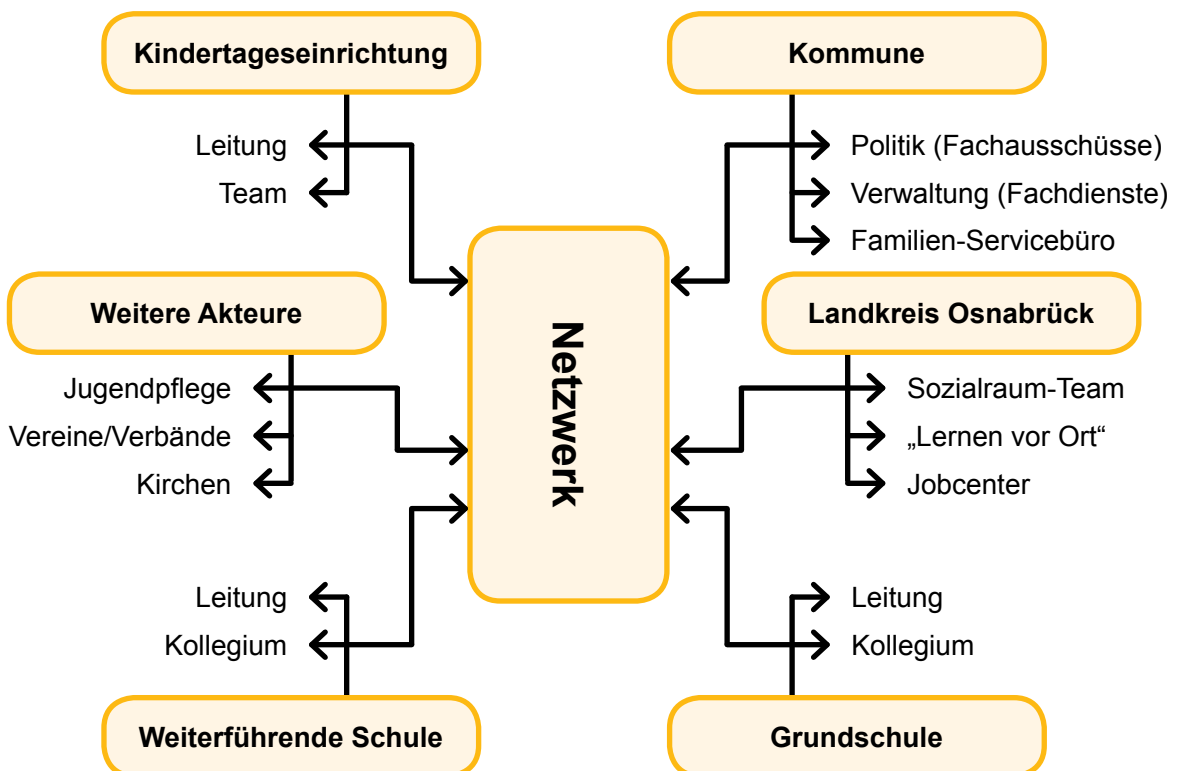 Kindertageseinrichtung
Leitung
Team
Kommune
Politik (Fachausschüsse)
Verwaltung (Fachdienste)
Familien-Servicebüro
Weitere Akteure
Jugendpflege
Vereine/Verbände
Kirchen
Netzwerk
Landkreis Osnabrück
Sozialraum-Team
„Lernen vor Ort“
Jobcenter
Leitung
Kollegium
Weiterführende Schule
Leitung
Kollegium
Grundschule